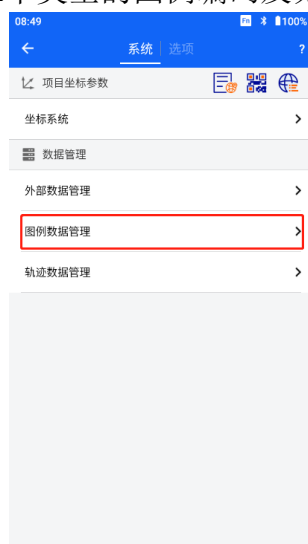 08:49 Fn 100%
系统 选项 ?
项目坐标参数
坐标系统
数据管理
外部数据管理
图例数据管理
轨迹数据管理